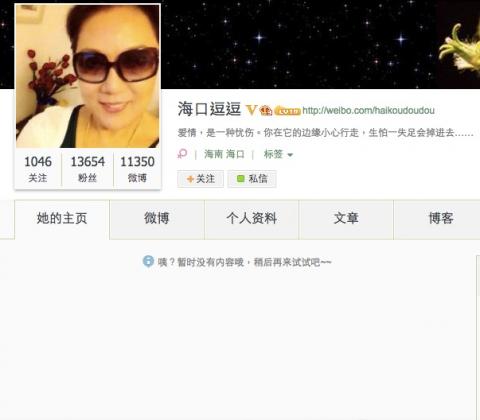 海口逗逗 V LV19 http://weibo.com/haikoudoudou
爱情，是一种忧伤。你在它的边缘小心行走，生怕一失足会掉进去……
海南 海口 | 标签
+关注 私信
1046 13654 11350
关注 粉丝 微博
她的主页 微博 个人资料 文章 博客
咦？暂时没有内容哦，稍后再来试试吧~~